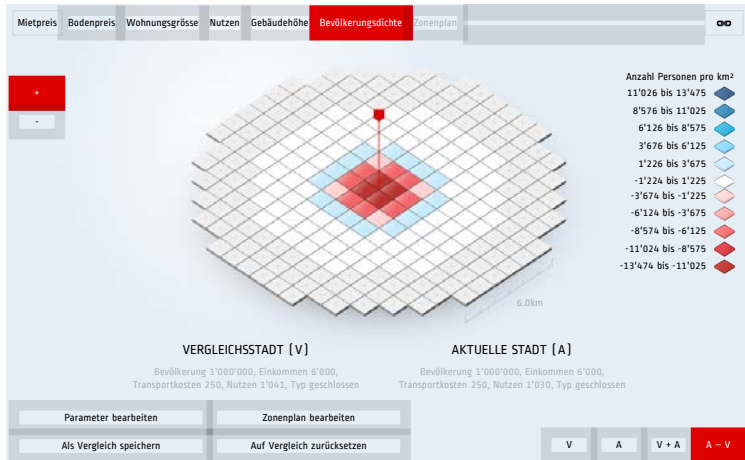 Mietpreis Bodenpreis Wohnungsgrösse Nutzen Gebäudehöhe Bevölkerungsdichte Zonenplan
+
-
Anzahl Personen pro km²
11'026 bis 13'475
8'576 bis 11'025
6'126 bis 8'575
3'676 bis 6'125
1'226 bis 3'675
-1'224 bis 1'225
-3'674 bis -1'225
-6'124 bis -3'675
-8'574 bis -6'125
-11'024 bis -8'575
-13'474 bis -11'025
6.0km
VERGLEICHSSTADT (V)
Bevölkerung 1'000'000, Einkommen 6'000,
Transportkosten 250, Nutzen 1'041, Typ geschlossen
AKTUELLE STADT (A)
Bevölkerung 1'000'000, Einkommen 6'000,
Transportkosten 250, Nutzen 1'030, Typ geschlossen
Parameter bearbeiten
Zonenplan bearbeiten
Als Vergleich speichern
Auf Vergleich zurücksetzen
V A V + A A – V